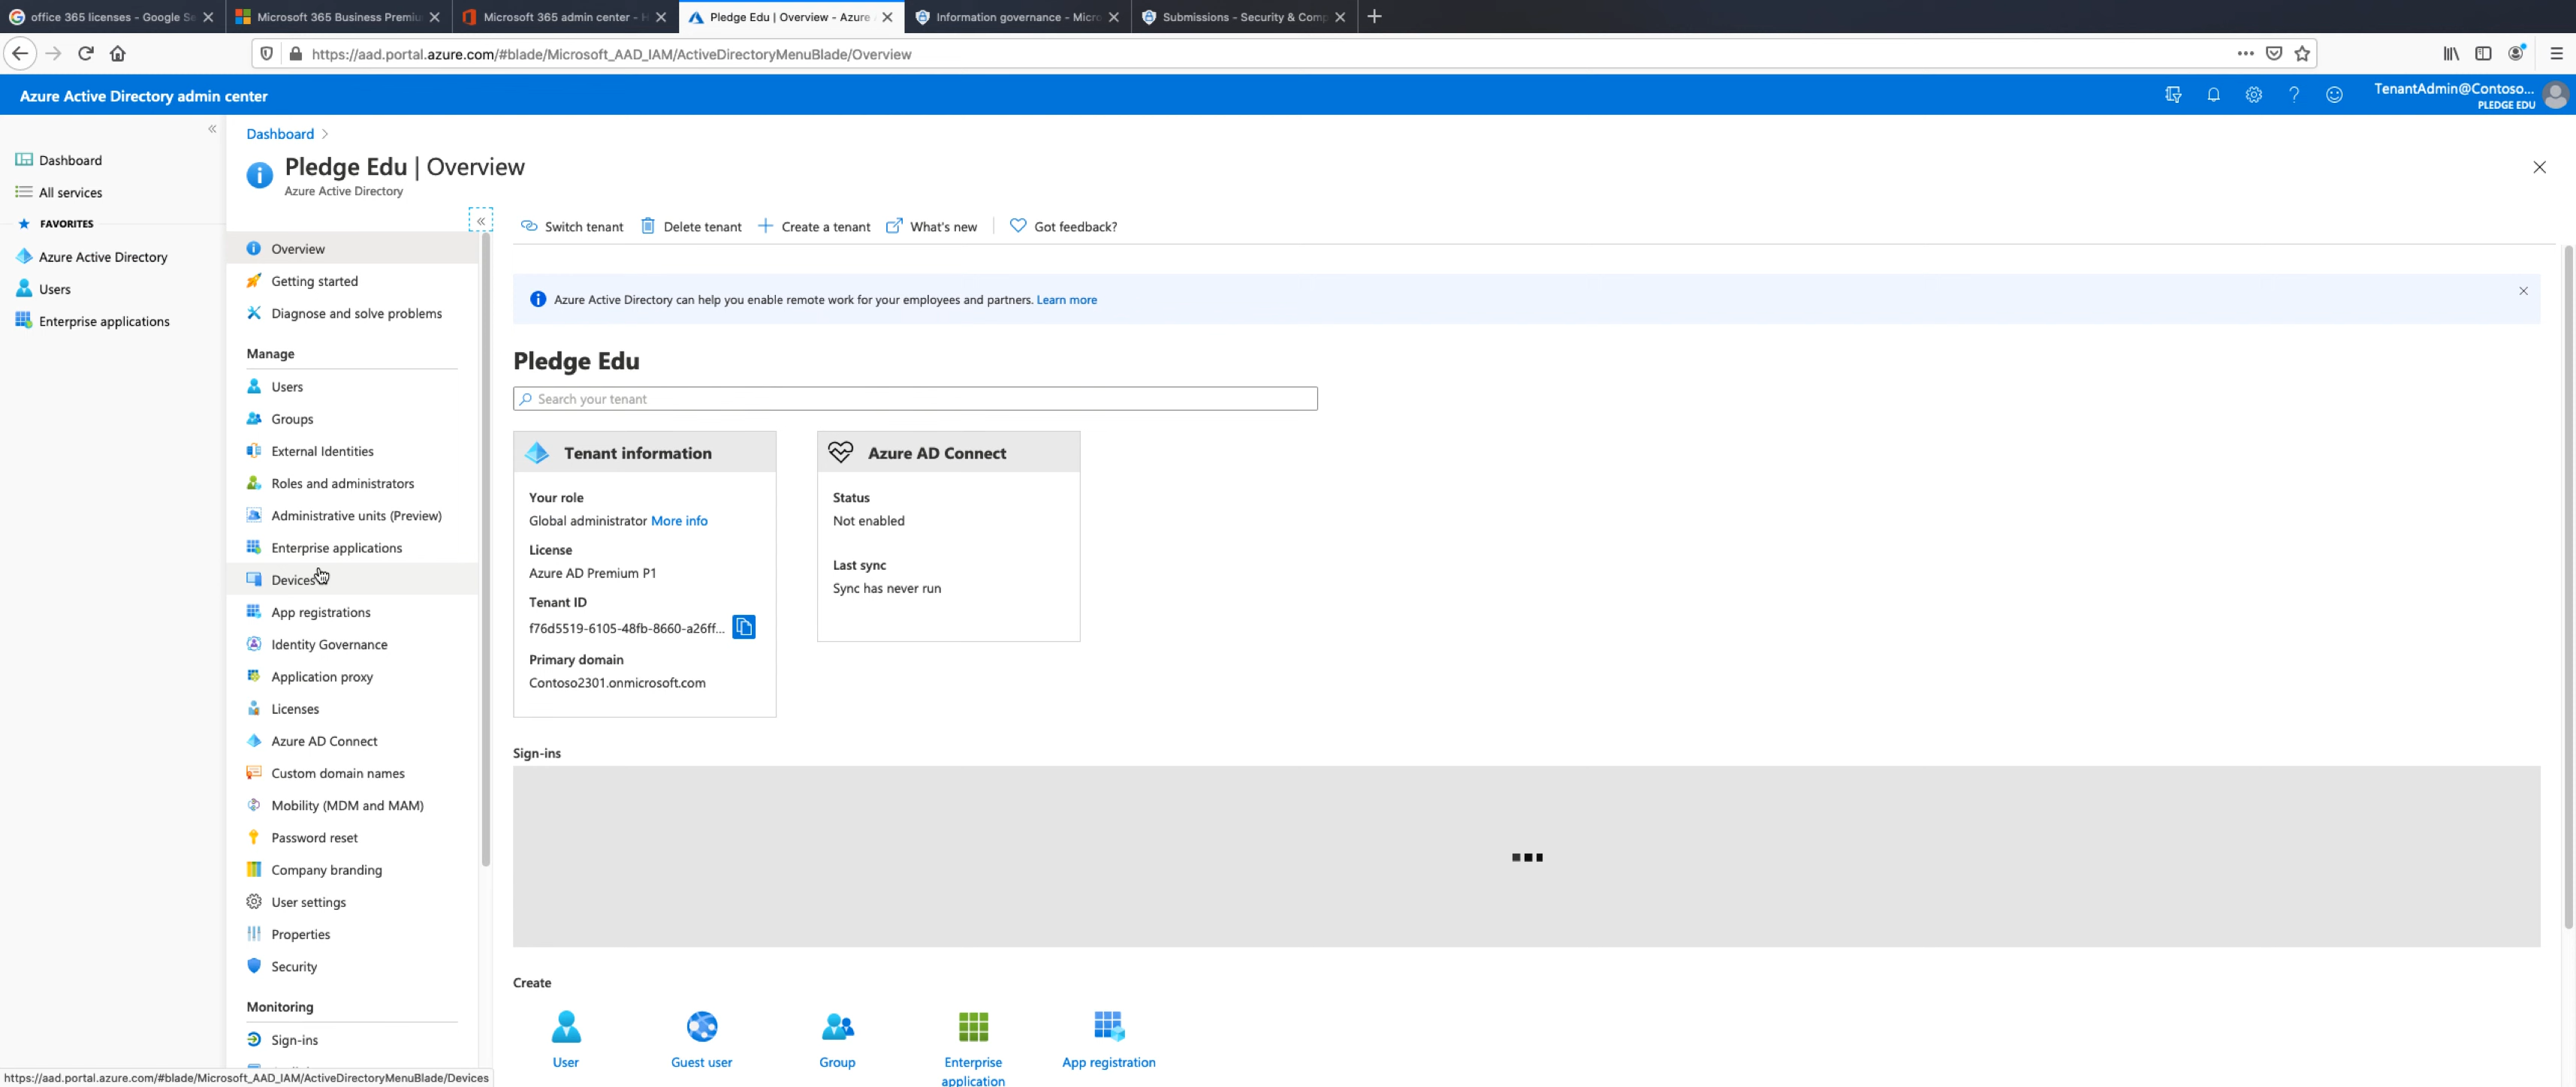 office 365 licenses - Google Se
Microsoft 365 Business Premiu
Microsoft 365 admin center - H
Pledge Edu | Overview - Azure
Information governance - Micro
Submissions - Security & Comp
https://aad.portal.azure.com/#blade/Microsoft_AAD_IAM/ActiveDirectoryMenuBlade/Overview
Azure Active Directory admin center
TenantAdmin@Contoso...
PLEDGE EDU
Dashboard
All services
FAVORITES
Azure Active Directory
Users
Enterprise applications
Dashboard >
Pledge Edu | Overview
Azure Active Directory
Overview
Getting started
Diagnose and solve problems
Manage
Users
Groups
External Identities
Roles and administrators
Administrative units (Preview)
Enterprise applications
Devices
App registrations
Identity Governance
Application proxy
Licenses
Azure AD Connect
Custom domain names
Mobility (MDM and MAM)
Password reset
Company branding
User settings
Properties
Security
Monitoring
Sign-ins
Switch tenant
Delete tenant
Create a tenant
What's new
Got feedback?
Azure Active Directory can help you enable remote work for your employees and partners. Learn more
Pledge Edu
Search your tenant
Tenant information
Your role
Global administrator More info
License
Azure AD Premium P1
Tenant ID
f76d5519-6105-48fb-8660-a26ff...
Primary domain
Contoso2301.onmicrosoft.com
Azure AD Connect
Status
Not enabled
Last sync
Sync has never run
Sign-ins
Create
User
Guest user
Group
Enterprise
application
App registration
https://aad.portal.azure.com/#blade/Microsoft_AAD_IAM/ActiveDirectoryMenuBlade/Devices